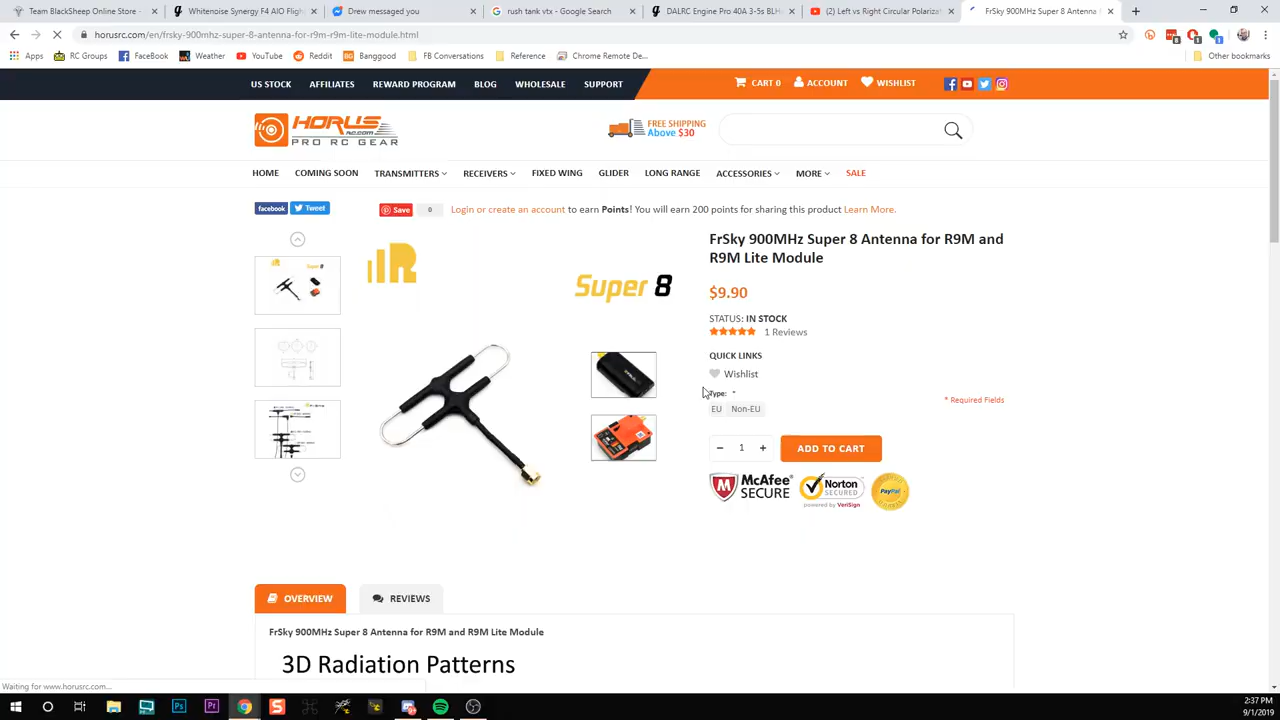 Team BlackSheep Online Store -
Whitenoise Synergy F4 AIO Flight
Drew messaged you
rush tank vtx - Google Search
DALRC Engine Pro 40A 3-5s BLH
(2) Left vs Right Circular Polarizat
FrSky 900MHz Super 8 Antenna f
horusrc.com/en/frsky-900mhz-super-8-antenna-for-r9m-r9m-lite-module.html
Apps
RC Groups
Facebook
Weather
YouTube
Reddit
Banggood
FB Conversations
Reference
Chrome Remote De...
Other bookmarks
US STOCK
AFFILIATES
REWARD PROGRAM
BLOG
WHOLESALE
SUPPORT
CART 0
ACCOUNT
WISHLIST
HORUS
RC.COM
PRO RC GEAR
FREE SHIPPING
Above $30
HOME
COMING SOON
TRANSMITTERS
RECEIVERS
FIXED WING
GLIDER
LONG RANGE
ACCESSORIES
MORE
SALE
facebook
Tweet
Save
0
Login or create an account to earn Points! You will earn 200 points for sharing this product Learn More.
R
Super 8
FrSky 900MHz Super 8 Antenna for R9M and
R9M Lite Module
$9.90
STATUS: IN STOCK
1 Reviews
QUICK LINKS
Wishlist
Type: *
* Required Fields
EU
Non-EU
1
ADD TO CART
McAfee
SECURE
Norton
SECURED
powered by VeriSign
PayPal
OVERVIEW
REVIEWS
FrSky 900MHz Super 8 Antenna for R9M and R9M Lite Module
3D Radiation Patterns
Waiting for www.horusrc.com...
2:37 PM
9/1/2019